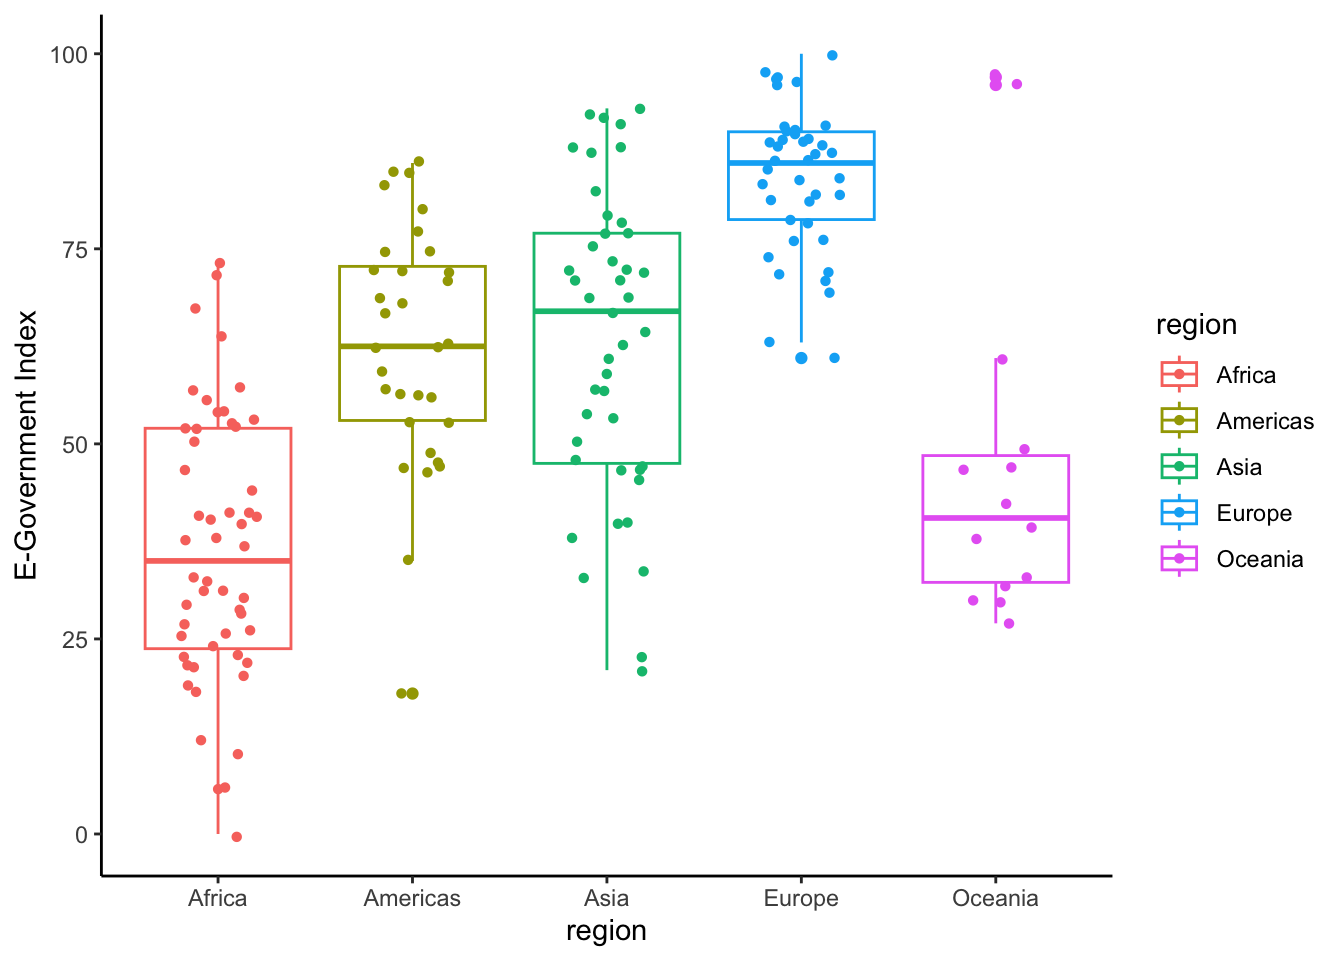 E-Government Index
100
75
50
25
0
Africa
Americas
Asia
Europe
Oceania
region
region
Africa
Americas
Asia
Europe
Oceania